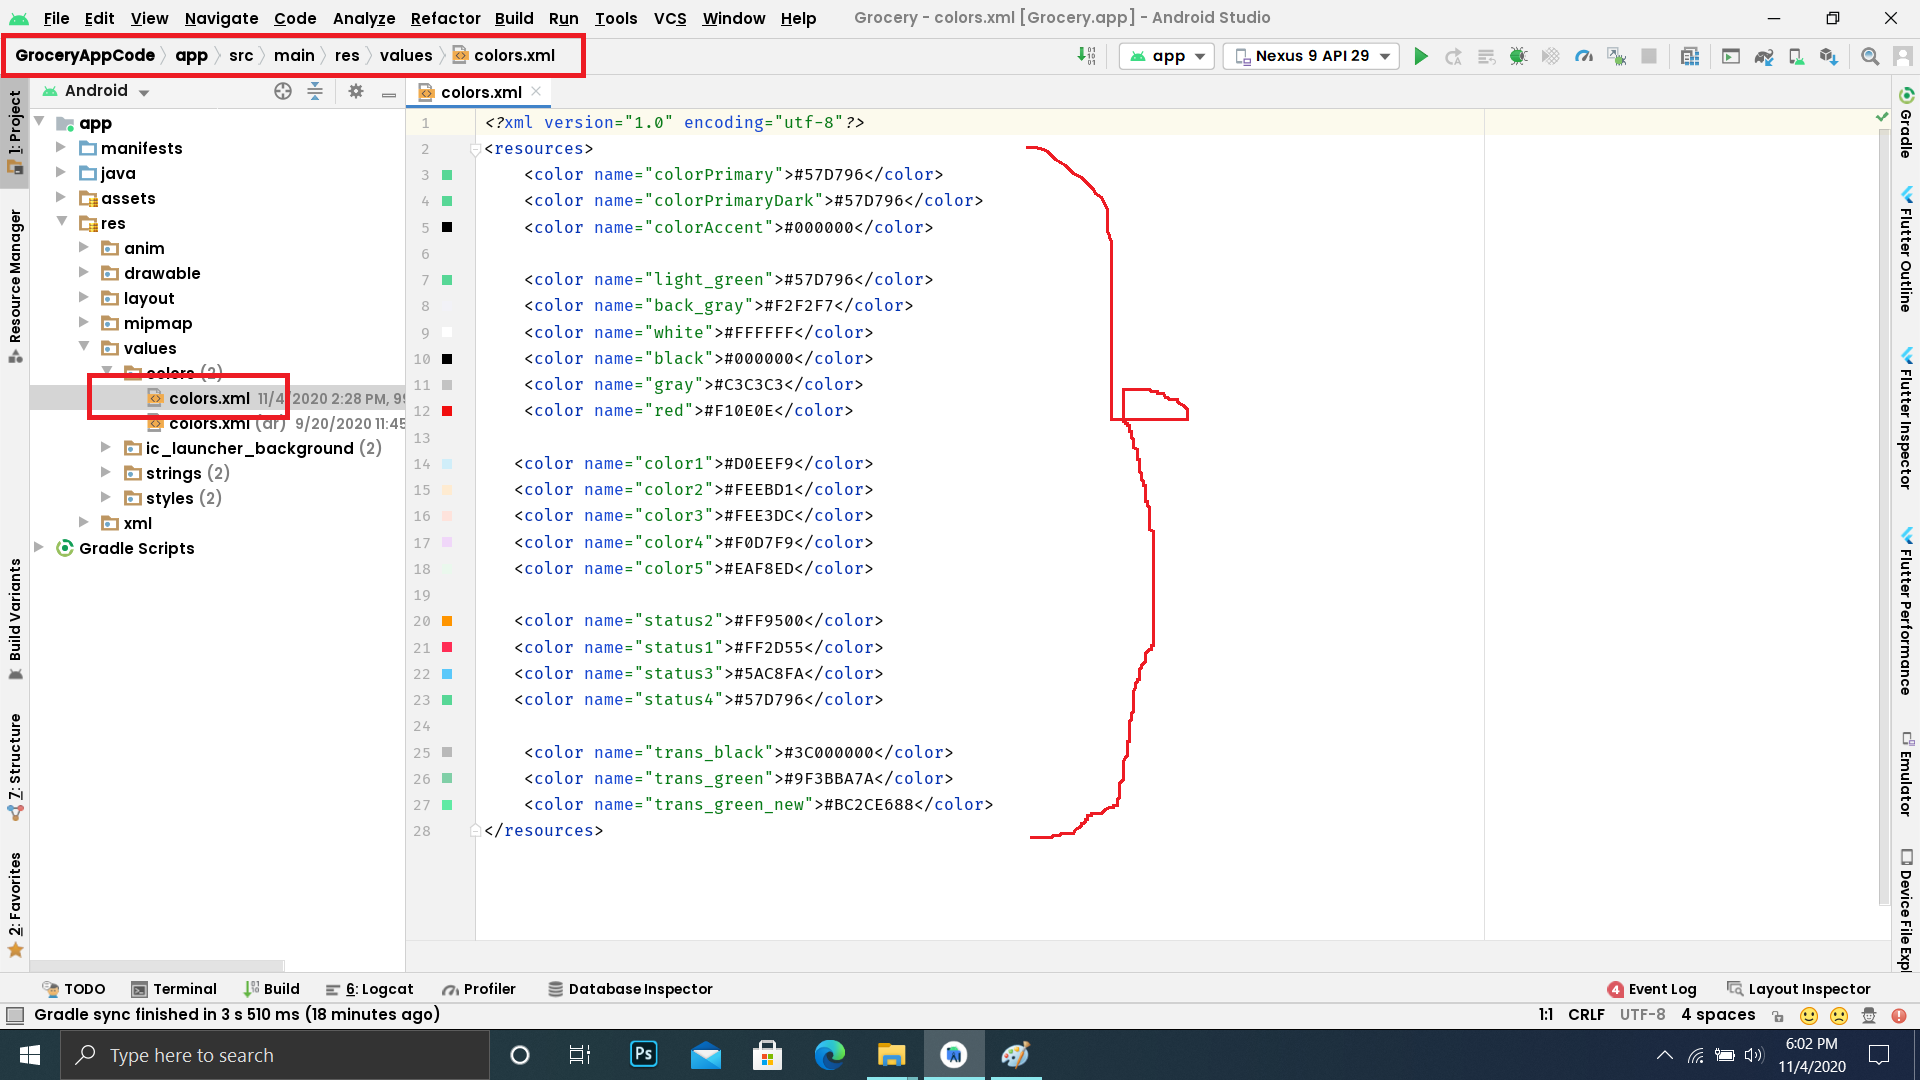 File Edit View Navigate Code Analyze Refactor Build Run Tools VCS Window Help Grocery - colors.xml [Grocery.app] - Android Studio
GroceryAppCode app src main res values colors.xml app Nexus 9 API 29
Android colors.xml
1: Project
Resource Manager
Build Variants
7: Structure
2: Favorites
app
manifests
java
assets
res
anim
drawable
layout
mipmap
values
colors (2)
colors.xml 11/4/2020 2:28 PM, 
colors.xml (ar) 9/20/2020 11:45
ic_launcher_background (2)
strings (2)
styles (2)
xml
Gradle Scripts
1 <?xml version="1.0" encoding="utf-8"?>
2 <resources>
3 <color name="colorPrimary">#57D796</color>
4 <color name="colorPrimaryDark">#57D796</color>
5 <color name="colorAccent">#000000</color>
6
7 <color name="light_green">#57D796</color>
8 <color name="back_gray">#F2F2F7</color>
9 <color name="white">#FFFFFF</color>
10 <color name="black">#000000</color>
11 <color name="gray">#C3C3C3</color>
12 <color name="red">#F10E0E</color>
13
14 <color name="color1">#D0EEF9</color>
15 <color name="color2">#FEEBD1</color>
16 <color name="color3">#FEE3DC</color>
17 <color name="color4">#F0D7F9</color>
18 <color name="color5">#EAF8ED</color>
19
20 <color name="status2">#FF9500</color>
21 <color name="status1">#FF2D55</color>
22 <color name="status3">#5AC8FA</color>
23 <color name="status4">#57D796</color>
24
25 <color name="trans_black">#3C000000</color>
26 <color name="trans_green">#9F3BBA7A</color>
27 <color name="trans_green_new">#BC2CE688</color>
28 </resources>
Gradle
Flutter Outline
Flutter Inspector
Flutter Performance
Emulator
Device File Expl
TODO Terminal Build 6: Logcat Profiler Database Inspector 4 Event Log Layout Inspector
Gradle sync finished in 3 s 510 ms (18 minutes ago) 1:1 CRLF UTF-8 4 spaces
Type here to search Ps 6:02 PM
11/4/2020